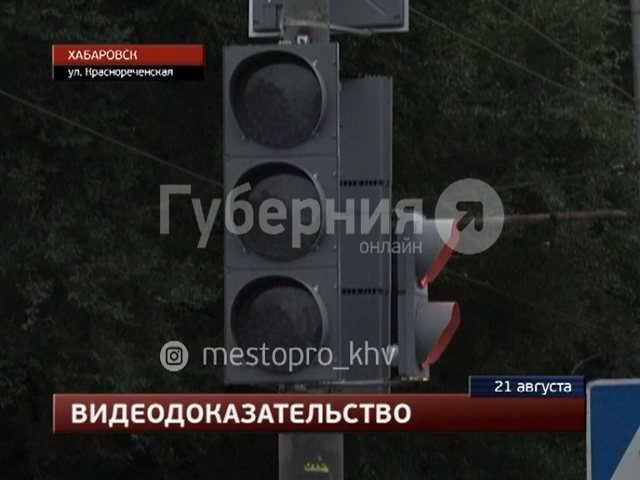 ХАБАРОВСК
ул. Краснореченская
Губерния
онлайн
mestopro_khv
21 августа
ВИДЕОДОКАЗАТЕЛЬСТВО